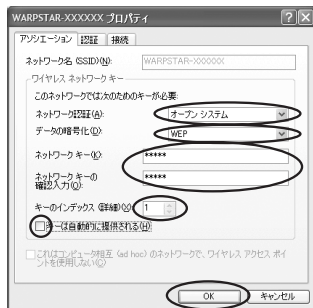 WARPSTAR-XXXXXX プロパティ
アソシエーション 認証 接続
ネットワーク名 (SSID)(N): WARPSTAR-XXXXXX
ワイヤレス ネットワーク キー
このネットワークでは次のためのキーが必要:
ネットワーク認証(A): オープン システム
データの暗号化(D): WEP
ネットワーク キー(K): *****
ネットワーク キーの
確認入力(O): *****
キーのインデックス (詳細)(X): 1
キーは自動的に提供される(H)
これはコンピュータ相互 (ad hoc) のネットワークで、ワイヤレス アクセス ポイ
ントを使用しない(C)
OK キャンセル